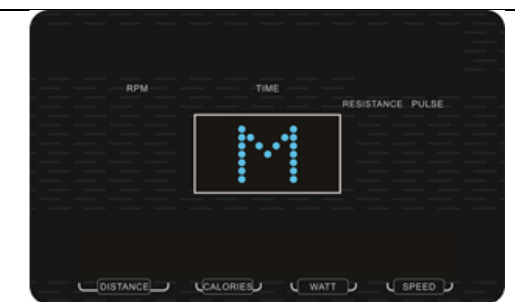 RPM TIME
RESISTANCE PULSE
M
DISTANCE CALORIES WATT SPEED